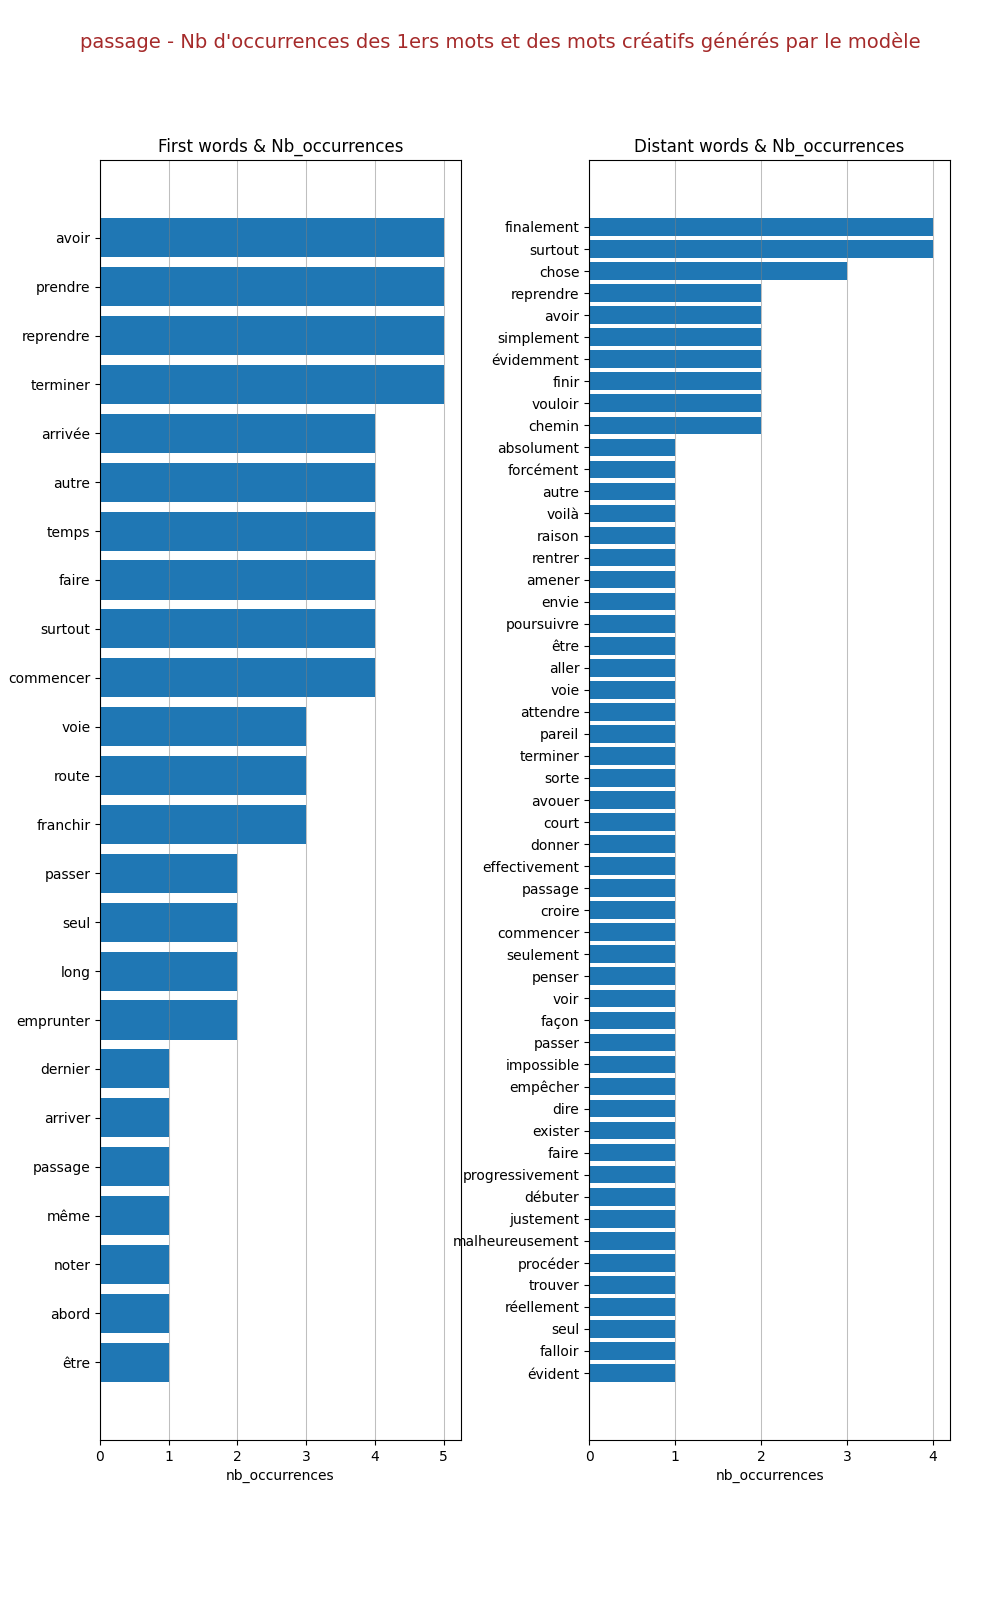 passage - Nb d'occurrences des 1ers mots et des mots créatifs générés par le modèle
First words & Nb_occurrences
avoir
prendre
reprendre
terminer
arrivée
autre
temps
faire
surtout
commencer
voie
route
franchir
passer
seul
long
emprunter
dernier
arriver
passage
même
noter
abord
être
0 1 2 3 4 5
nb_occurrences
Distant words & Nb_occurrences
finalement
surtout
chose
reprendre
avoir
simplement
évidemment
finir
vouloir
chemin
absolument
forcément
autre
voilà
raison
rentrer
amener
envie
poursuivre
être
aller
voie
attendre
pareil
terminer
sorte
avouer
court
donner
effectivement
passage
croire
commencer
seulement
penser
voir
façon
passer
impossible
empêcher
dire
exister
faire
progressivement
débuter
justement
malheureusement
procéder
trouver
réellement
seul
falloir
évident
0 1 2 3 4
nb_occurrences